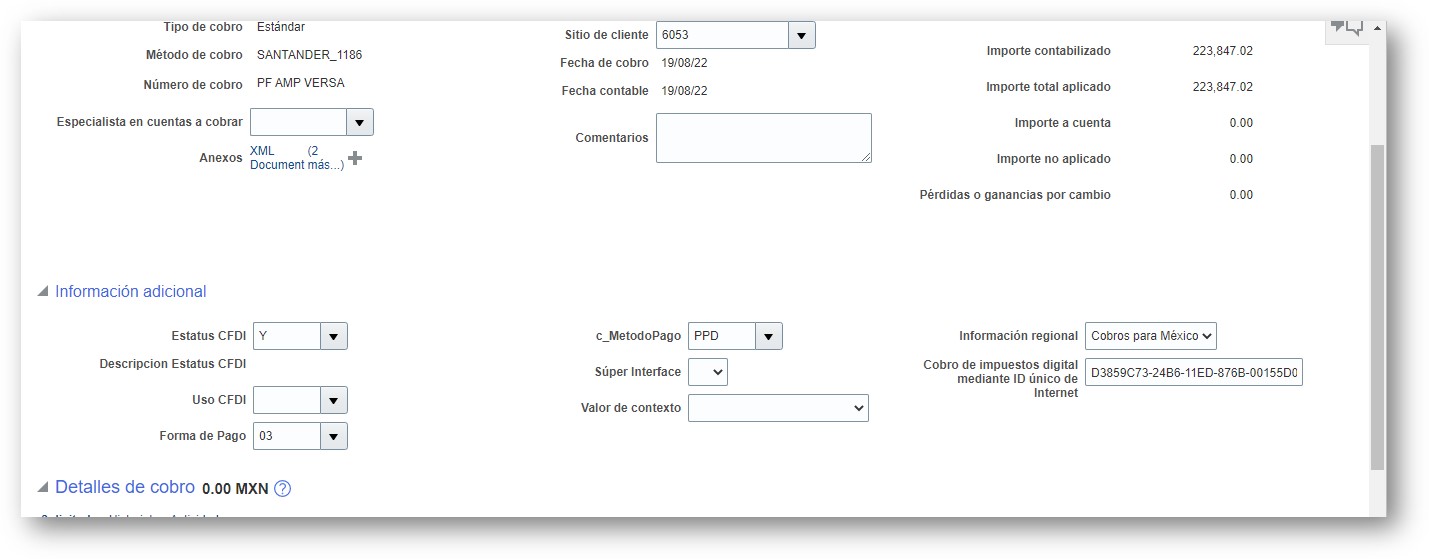 Tipo de cobro Estándar
Método de cobro SANTANDER_1186
Número de cobro PF AMP VERSA
Especialista en cuentas a cobrar
Anexos XML (2
Document más...)
Sitio de cliente 6053
Fecha de cobro 19/08/22
Fecha contable 19/08/22
Comentarios
Importe contabilizado 223,847.02
Importe total aplicado 223,847.02
Importe a cuenta 0.00
Importe no aplicado 0.00
Pérdidas o ganancias por cambio 0.00
Información adicional
Estatus CFDI Y
Descripcion Estatus CFDI
Uso CFDI
Forma de Pago 03
c_MetodoPago PPD
Súper Interface
Valor de contexto
Información regional Cobros para México
Cobro de impuestos digital
mediante ID único de
Internet
D3859C73-24B6-11ED-876B-00155D0
Detalles de cobro 0.00 MXN ?